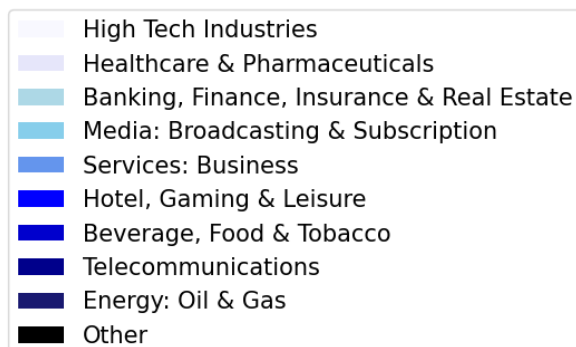 High Tech Industries
Healthcare & Pharmaceuticals
Banking, Finance, Insurance & Real Estate
Media: Broadcasting & Subscription
Services: Business
Hotel, Gaming & Leisure
Beverage, Food & Tobacco
Telecommunications
Energy: Oil & Gas
Other